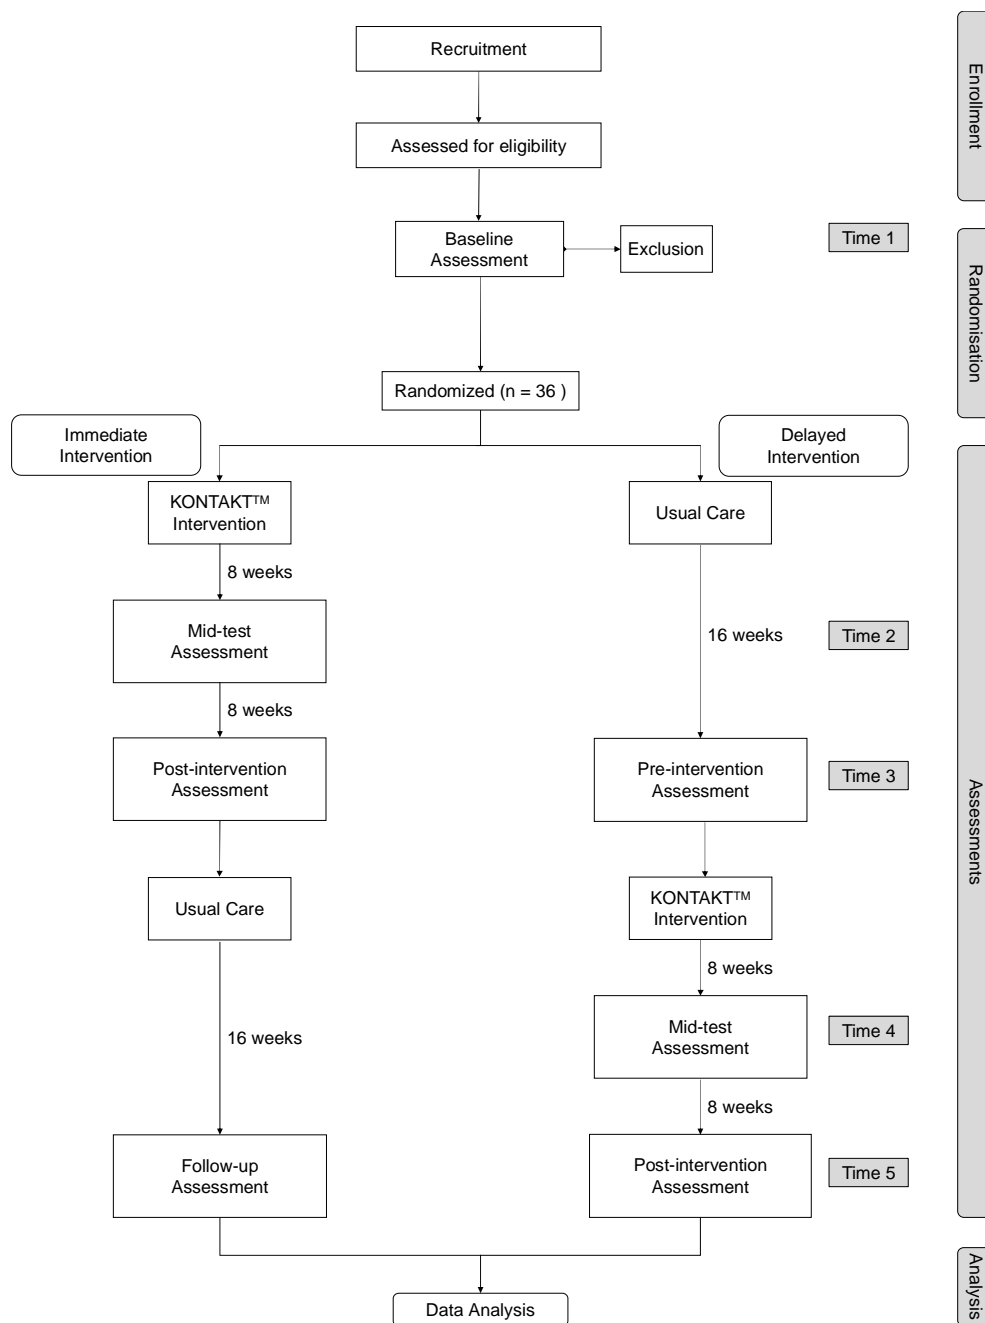 Recruitment
Enrollment
Assessed for eligibility
Baseline
Assessment
Exclusion
Time 1
Randomisation
Randomized (n = 36 )
Immediate
Intervention
Delayed
Intervention
KONTAKT™
Intervention
Usual Care
8 weeks
Mid-test
Assessment
16 weeks
Time 2
8 weeks
Post-intervention
Assessment
Pre-intervention
Assessment
Time 3
Assessments
Usual Care
KONTAKT™
Intervention
8 weeks
16 weeks
Mid-test
Assessment
Time 4
8 weeks
Follow-up
Assessment
Post-intervention
Assessment
Time 5
Analysis
Data Analysis